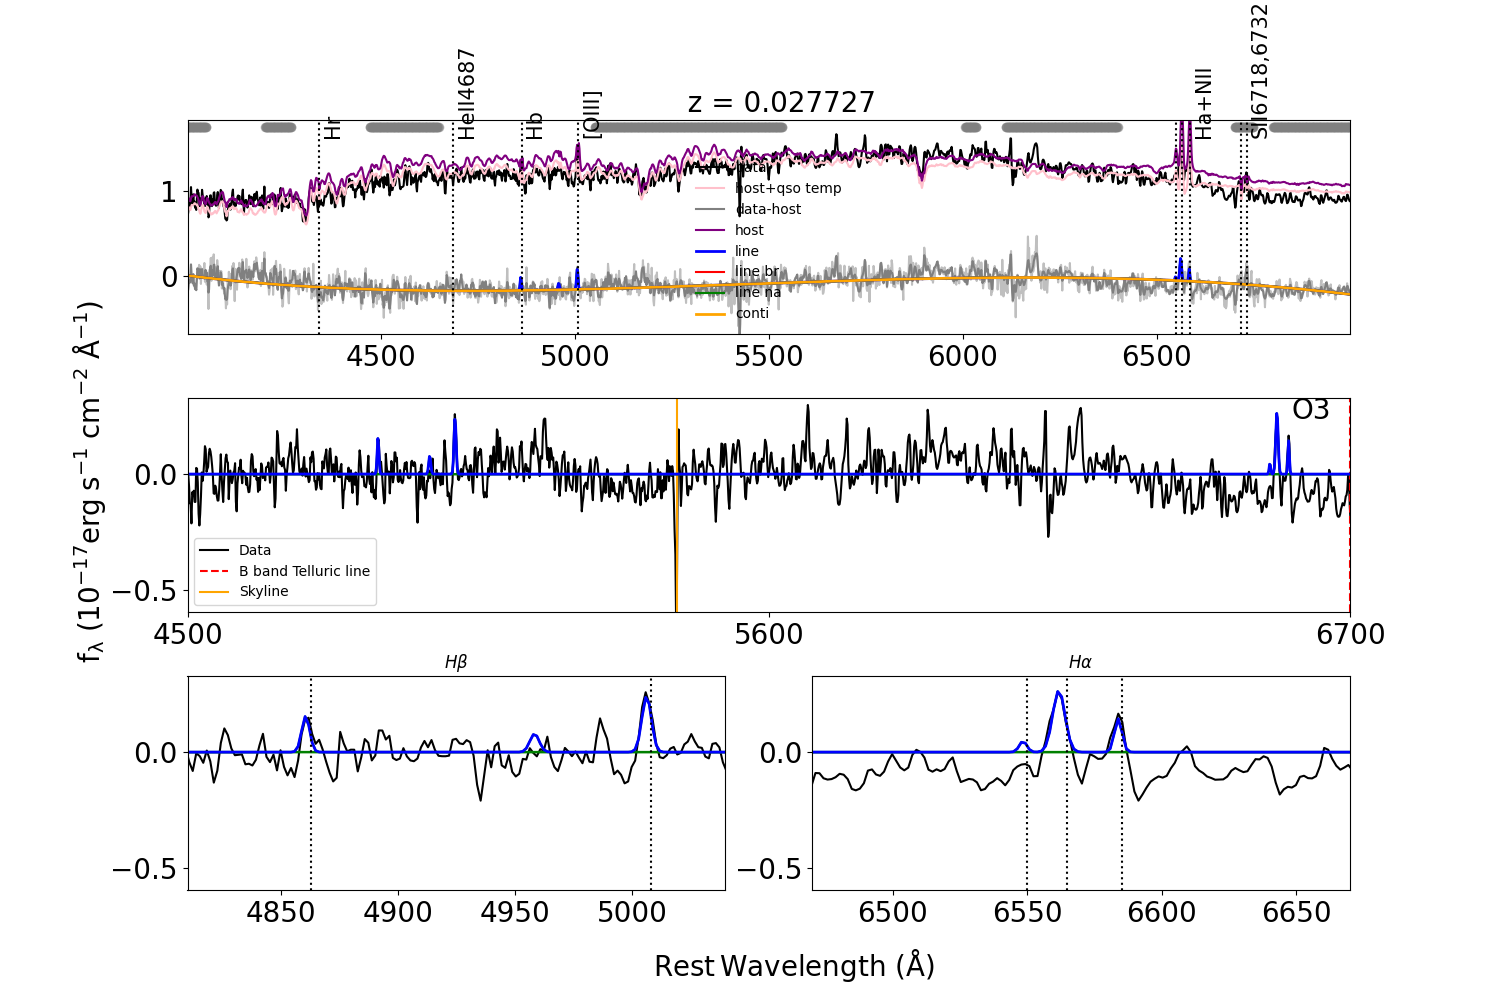 z = 0.027727
Hr
HeII4687
Hb
[OIII]
Ha+NII
SII6718,6732
data
host+qso temp
data-host
host
line
line br
line na
conti
1
0
4500 5000 5500 6000 6500
f_λ (10^−17 erg s^−1 cm^−2 Å^−1)
O3
0.0
−0.5
Data
B band Telluric line
Skyline
4500 5600 6700
Hβ
0.0
−0.5
4850 4900 4950 5000
Hα
0.0
−0.5
6500 6550 6600 6650
Rest Wavelength (Å)